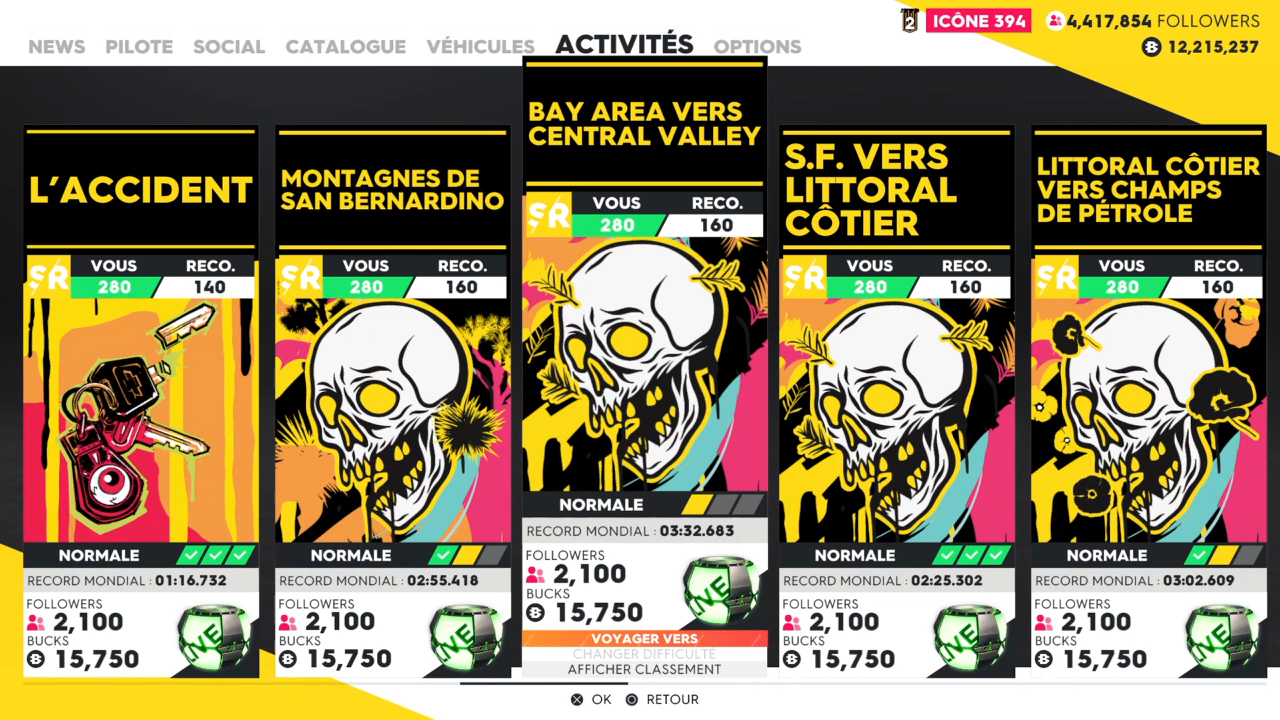 ICÔNE 394
4,417,854 FOLLOWERS
12,215,237
NEWS PILOTE SOCIAL CATALOGUE VÉHICULES ACTIVITÉS OPTIONS
L'ACCIDENT
SR
VOUS RECO.
280 140
NORMALE
RECORD MONDIAL : 01:16.732
FOLLOWERS
2,100
BUCKS
15,750
MONTAGNES DE
SAN BERNARDINO
SR
VOUS RECO.
280 160
NORMALE
RECORD MONDIAL : 02:55.418
FOLLOWERS
2,100
BUCKS
15,750
BAY AREA VERS
CENTRAL VALLEY
SR
VOUS RECO.
280 160
NORMALE
RECORD MONDIAL : 03:32.683
FOLLOWERS
2,100
BUCKS
15,750
VOYAGER VERS
CHANGER DIFFICULTÉ
AFFICHER CLASSEMENT
S.F. VERS
LITTORAL
CÔTIER
SR
VOUS RECO.
280 160
NORMALE
RECORD MONDIAL : 02:25.302
FOLLOWERS
2,100
BUCKS
15,750
LITTORAL CÔTIER
VERS CHAMPS
DE PÉTROLE
SR
VOUS RECO.
280 160
NORMALE
RECORD MONDIAL : 03:02.609
FOLLOWERS
2,100
BUCKS
15,750
OK RETOUR